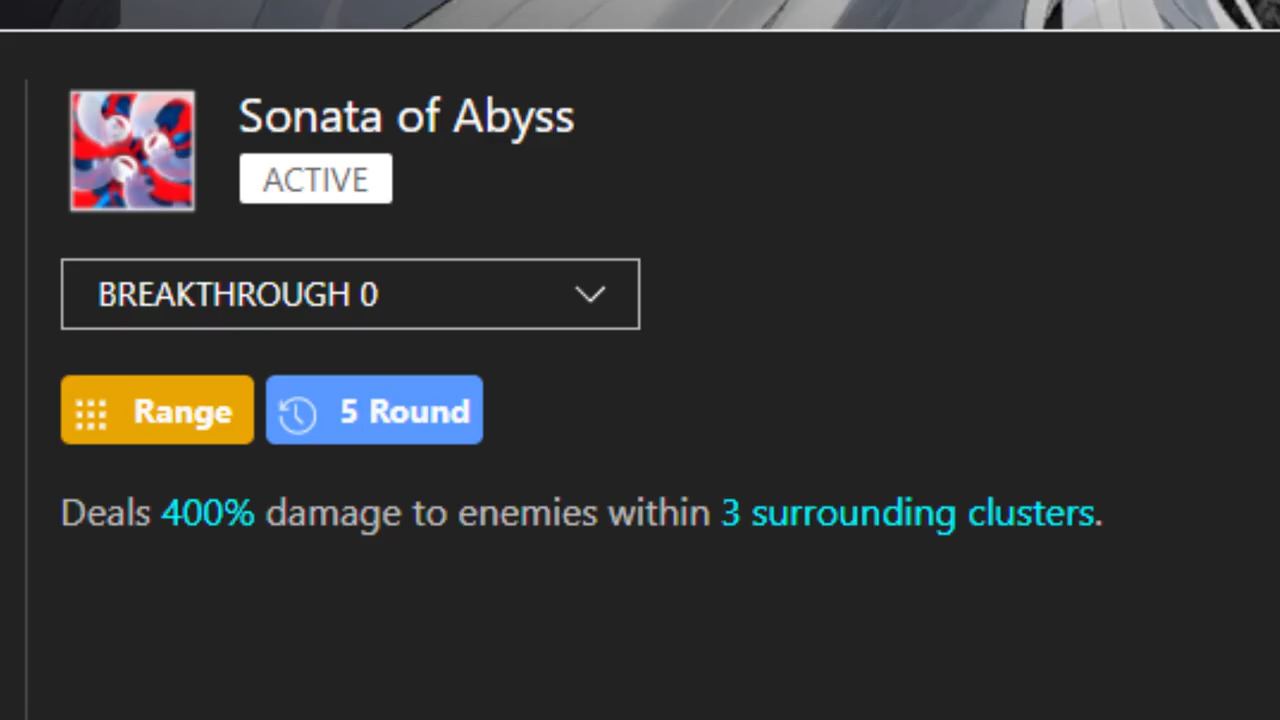 Sonata of Abyss
ACTIVE
BREAKTHROUGH 0
Range
5 Round
Deals 400% damage to enemies within 3 surrounding clusters.